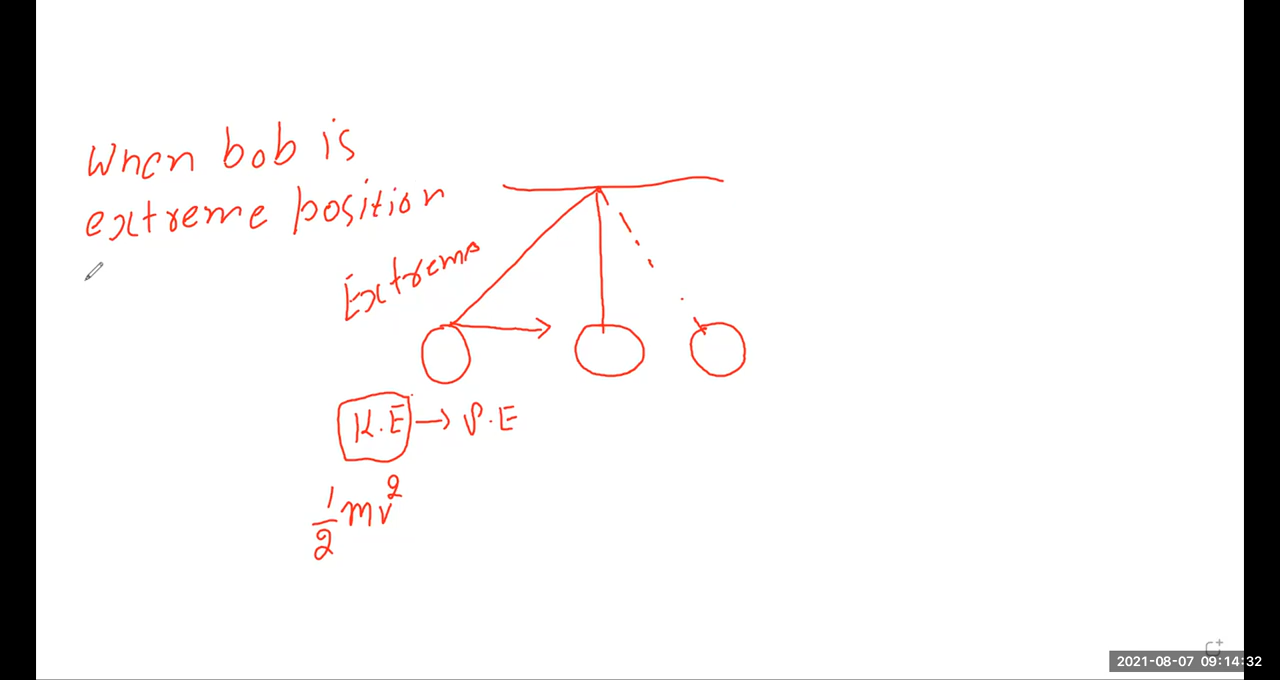 When bob is
extreme position
Extreme
K.E → P.E
1/2 mv²
2021-08-07 09:14:32